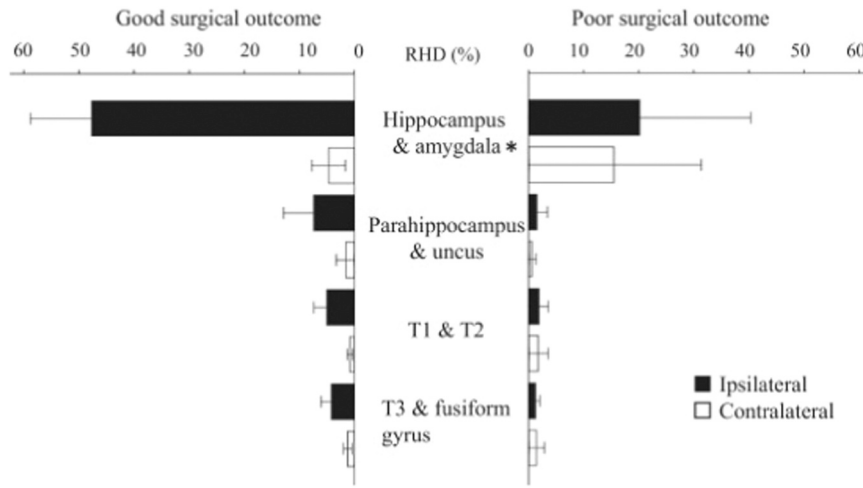 Good surgical outcome
Poor surgical outcome
60 50 40 30 20 10 0
RHD (%)
0 10 20 30 40 50 60
Hippocampus
& amygdala *
Parahippocampus
& uncus
T1 & T2
T3 & fusiform
gyrus
Ipsilateral
Contralateral